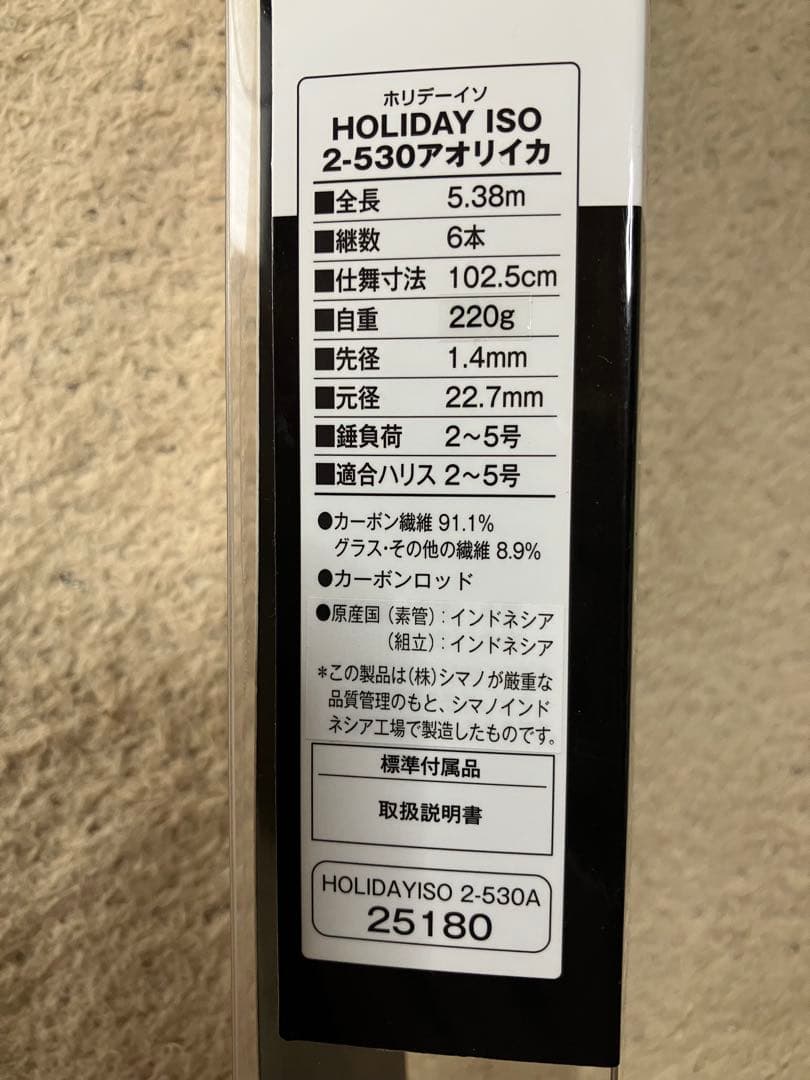 ホリデーイソ
HOLIDAY ISO
2-530アオリイカ
■全長 5.38m
■継数 6本
■仕舞寸法 102.5cm
■自重 220g
■先径 1.4mm
■元径 22.7mm
■錘負荷 2〜5号
■適合ハリス 2〜5号
●カーボン繊維 91.1%
グラス・その他の繊維 8.9%
●カーボンロッド
●原産国(素管):インドネシア
(組立):インドネシア
*この製品は(株)シマノが厳重な
品質管理のもと、シマノインド
ネシア工場で製造したものです。
標準付属品
取扱説明書
HOLIDAYISO 2-530A
25180